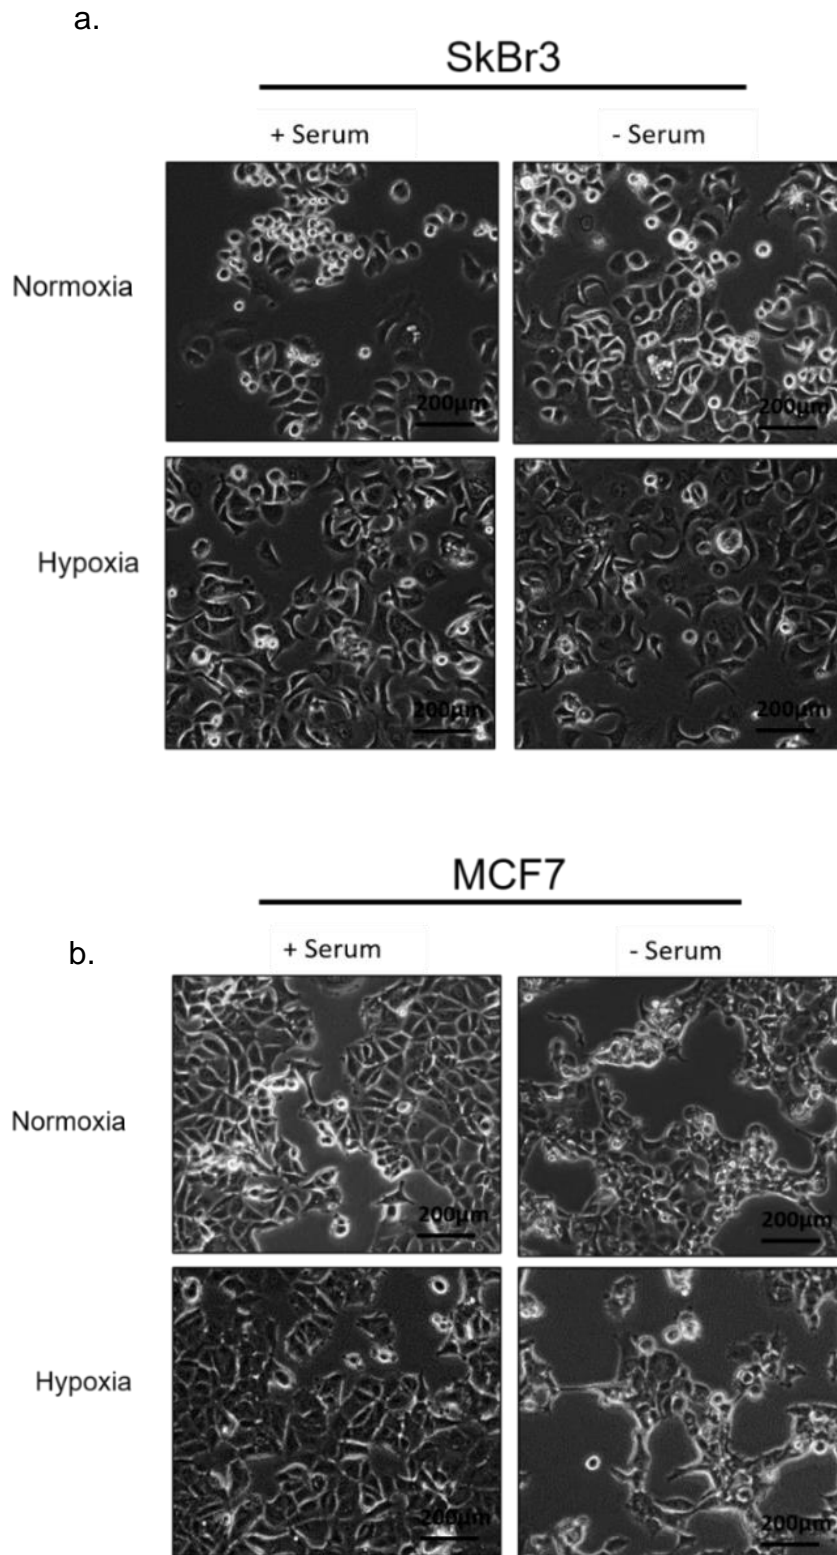 a.
SkBr3
+ Serum
- Serum
Normoxia
200µm
200µm
Hypoxia
200µm
200µm
MCF7
b.
+ Serum
- Serum
Normoxia
200µm
200µm
Hypoxia
200µm
200µm